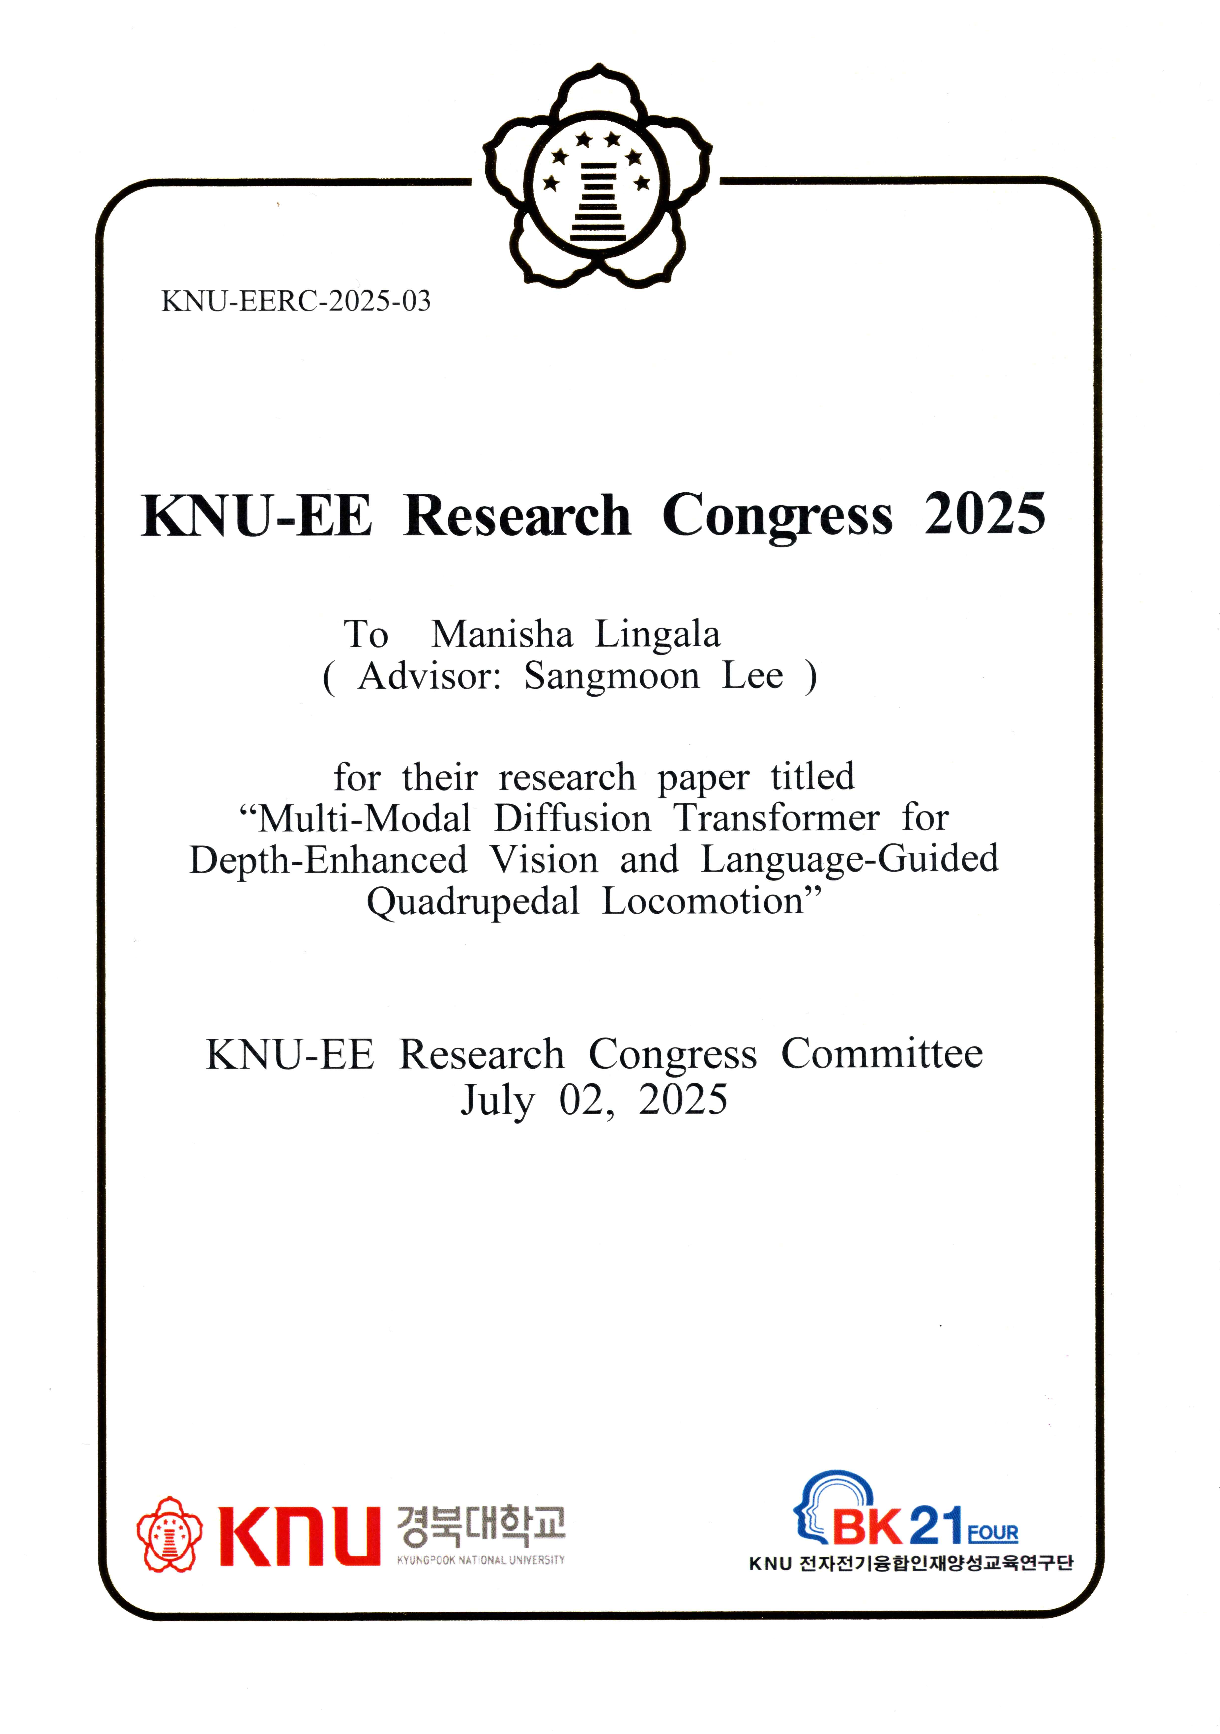 KNU-EERC-2025-03
KNU-EE Research Congress 2025
To Manisha Lingala
( Advisor: Sangmoon Lee )
for their research paper titled
“Multi-Modal Diffusion Transformer for
Depth-Enhanced Vision and Language-Guided
Quadrupedal Locomotion”
KNU-EE Research Congress Committee
July 02, 2025
KNU 경북대학교
KYUNGPOOK NATIONAL UNIVERSITY
BK 21 FOUR
KNU 전자전기융합인재양성교육연구단